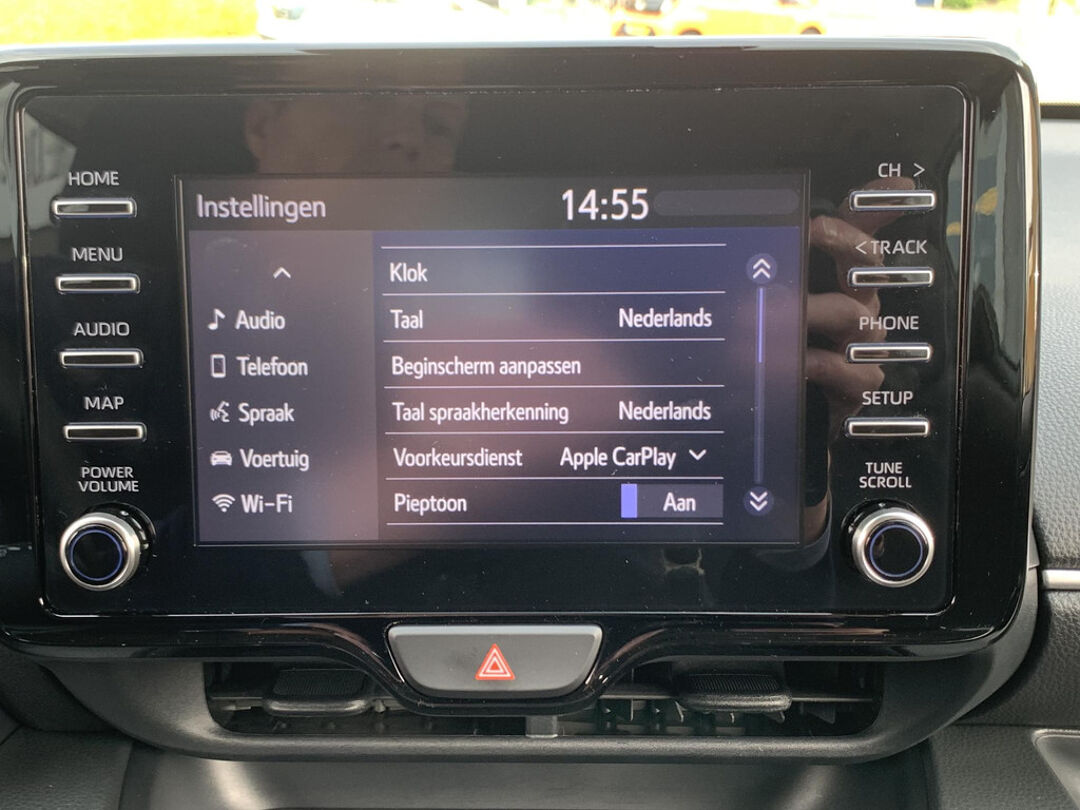 HOME
MENU
AUDIO
MAP
POWER
VOLUME
Instellingen 14:55
Audio
Telefoon
Spraak
Voertuig
Wi-Fi
Klok
Taal Nederlands
Beginscherm aanpassen
Taal spraakherkenning Nederlands
Voorkeursdienst Apple CarPlay
Pieptoon Aan
CH >
< TRACK
PHONE
SETUP
TUNE
SCROLL